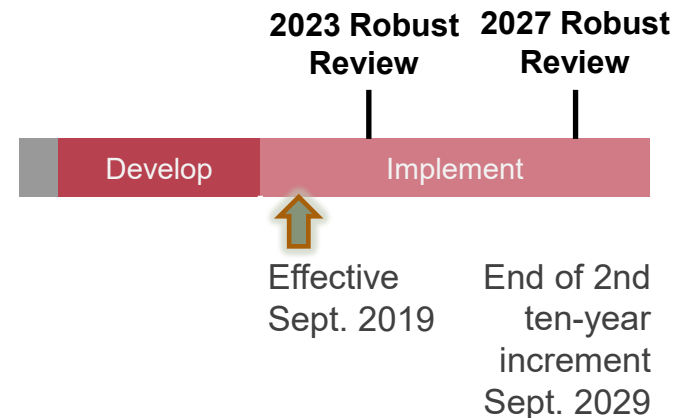 2023 Robust
Review
2027 Robust
Review
Develop
Implement
Effective
Sept. 2019
End of 2nd
ten-year
increment
Sept. 2029